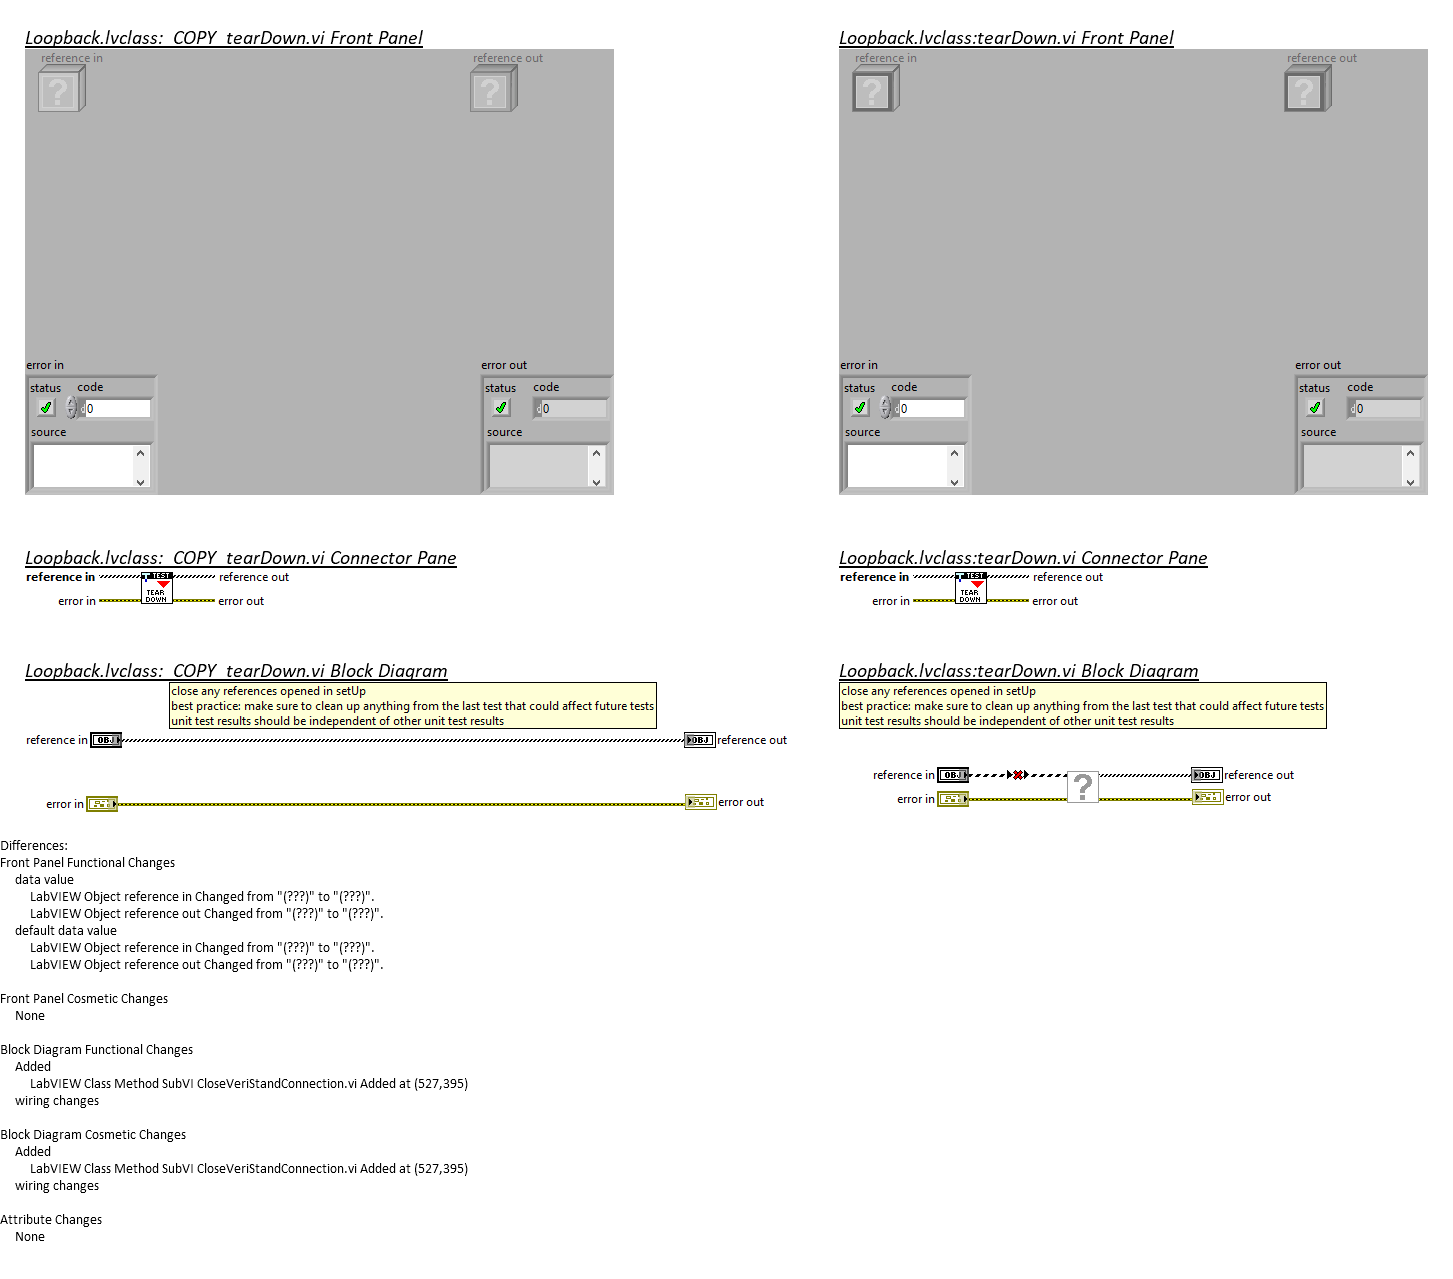 Loopback.lvclass:_COPY_tearDown.vi Front Panel
reference in
reference out
error in
status code
0
source
error out
status code
0
source
Loopback.lvclass:_COPY_tearDown.vi Connector Pane
reference in
TEST
reference out
TEAR
DOWN
error in
error out
Loopback.lvclass:_COPY_tearDown.vi Block Diagram
close any references opened in setUp
best practice: make sure to clean up anything from the last test that could affect future tests
unit test results should be independent of other unit test results
reference in
OBJ
OBJ
reference out
error in
error out
Loopback.lvclass:tearDown.vi Front Panel
reference in
reference out
error in
status code
0
source
error out
status code
0
source
Loopback.lvclass:tearDown.vi Connector Pane
reference in
TEST
reference out
TEAR
DOWN
error in
error out
Loopback.lvclass:tearDown.vi Block Diagram
close any references opened in setUp
best practice: make sure to clean up anything from the last test that could affect future tests
unit test results should be independent of other unit test results
reference in
OBJ
?
OBJ
reference out
error in
error out
Differences:
Front Panel Functional Changes
data value
LabVIEW Object reference in Changed from "(???)" to "(???)".
LabVIEW Object reference out Changed from "(???)" to "(???)".
default data value
LabVIEW Object reference in Changed from "(???)" to "(???)".
LabVIEW Object reference out Changed from "(???)" to "(???)".
Front Panel Cosmetic Changes
None
Block Diagram Functional Changes
Added
LabVIEW Class Method SubVI CloseVeriStandConnection.vi Added at (527,395)
wiring changes
Block Diagram Cosmetic Changes
Added
LabVIEW Class Method SubVI CloseVeriStandConnection.vi Added at (527,395)
wiring changes
Attribute Changes
None